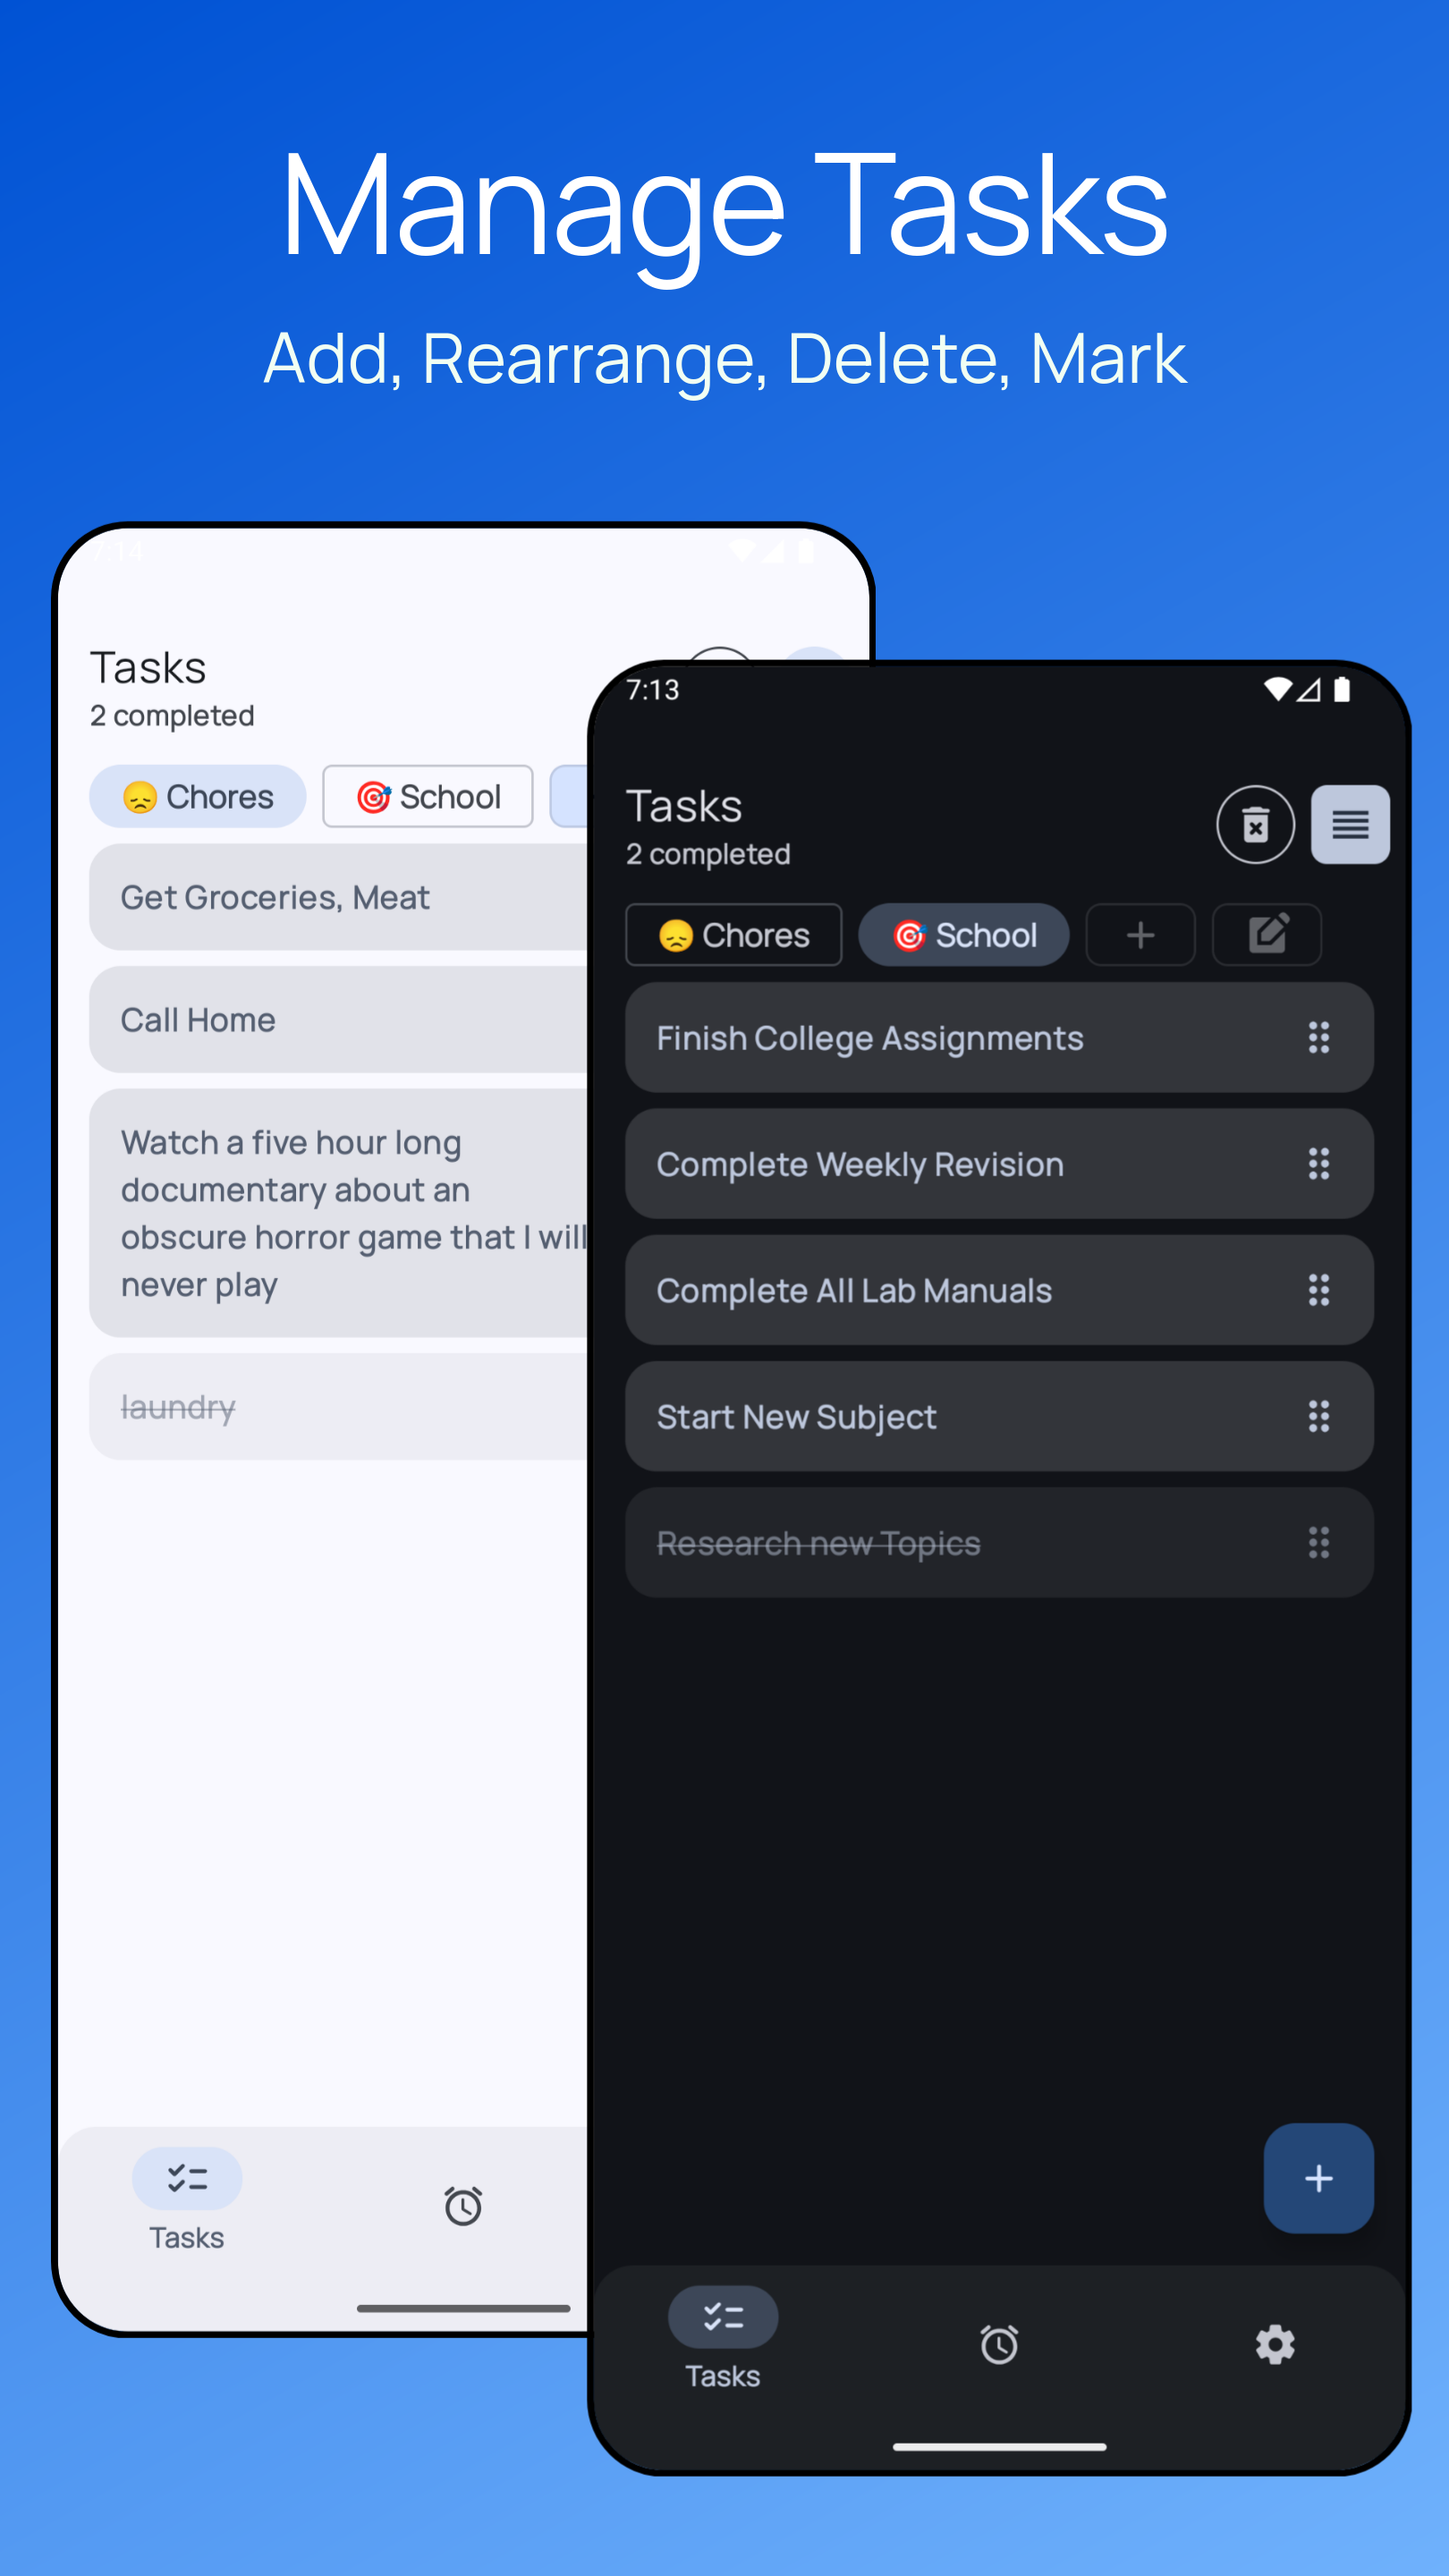 Manage Tasks
Add, Rearrange, Delete, Mark
7:14
Tasks
2 completed
😞 Chores
🎯 School
Get Groceries, Meat
Call Home
Watch a five hour long
documentary about an
obscure horror game that I will
never play
laundry
Tasks
7:13
Tasks
2 completed
😞 Chores
🎯 School
Finish College Assignments
Complete Weekly Revision
Complete All Lab Manuals
Start New Subject
Research new Topics
Tasks